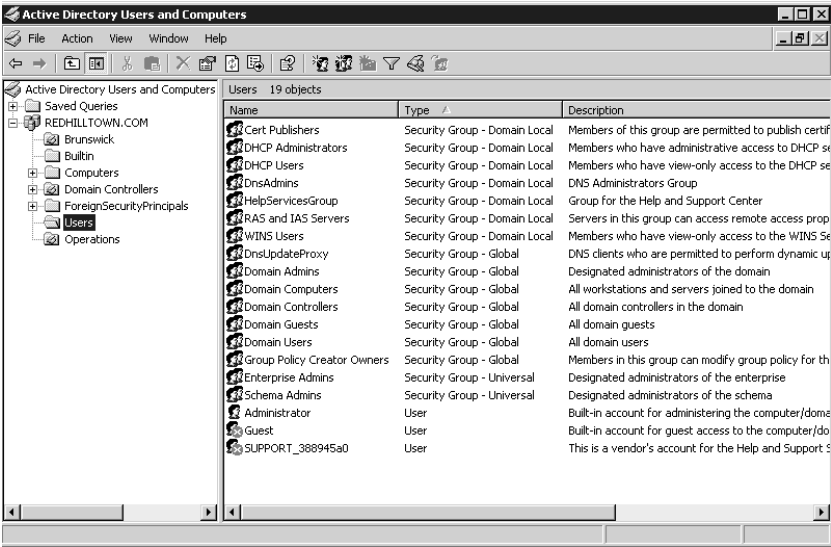 Active Directory Users and Computers
File Action View Window Help
Active Directory Users and Computers
Saved Queries
REDHILLTOWN.COM
Brunswick
Builtin
Computers
Domain Controllers
ForeignSecurityPrincipals
Users
Operations
Users 19 objects
Name Type Description
Cert Publishers Security Group - Domain Local Members of this group are permitted to publish certif
DHCP Administrators Security Group - Domain Local Members who have administrative access to DHCP se
DHCP Users Security Group - Domain Local Members who have view-only access to the DHCP se
DnsAdmins Security Group - Domain Local DNS Administrators Group
HelpServicesGroup Security Group - Domain Local Group for the Help and Support Center
RAS and IAS Servers Security Group - Domain Local Servers in this group can access remote access prop
WINS Users Security Group - Domain Local Members who have view-only access to the WINS Se
DnsUpdateProxy Security Group - Global DNS clients who are permitted to perform dynamic up
Domain Admins Security Group - Global Designated administrators of the domain
Domain Computers Security Group - Global All workstations and servers joined to the domain
Domain Controllers Security Group - Global All domain controllers in the domain
Domain Guests Security Group - Global All domain guests
Domain Users Security Group - Global All domain users
Group Policy Creator Owners Security Group - Global Members in this group can modify group policy for th
Enterprise Admins Security Group - Universal Designated administrators of the enterprise
Schema Admins Security Group - Universal Designated administrators of the schema
Administrator User Built-in account for administering the computer/doma
Guest User Built-in account for guest access to the computer/do
SUPPORT_388945a0 User This is a vendor's account for the Help and Support S